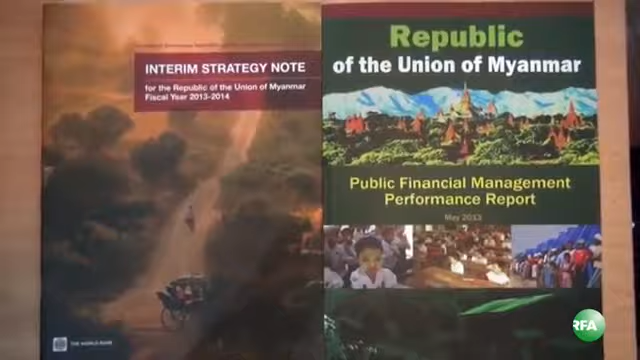 INTERIM STRATEGY NOTE
for the Republic of the Union of Myanmar
Fiscal Year 2013-2014
THE WORLD BANK
Republic
of the Union of Myanmar
Public Financial Management
Performance Report
May 2013
RFA